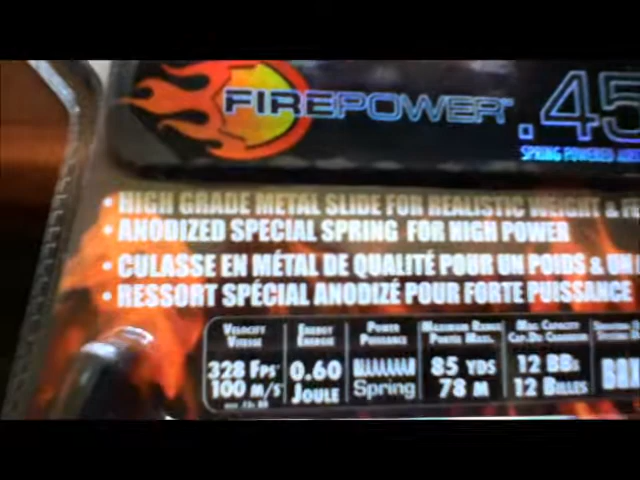 FIREPOWER .45
SPRING POWERED
• HIGH GRADE METAL SLIDE FOR REALISTIC WEIGHT &
• ANODIZED SPECIAL SPRING FOR HIGH POWER
• CULASSE EN MÉTAL DE QUALITÉ POUR UN POIDS & UN
• RESSORT SPÉCIAL ANODIZÉ POUR FORTE PUISSANCE
VELOCITY ENERGY POWER MAXIMUM RANGE MAG CAPACITY
VITESSE ENERGIE PUISSANCE PORTÉE MAXI. CAP. DU CHARGEUR
328 FPS 0.60 85 YDS 12 BBs
100 M/S JOULE Spring 78 M 12 BILLES